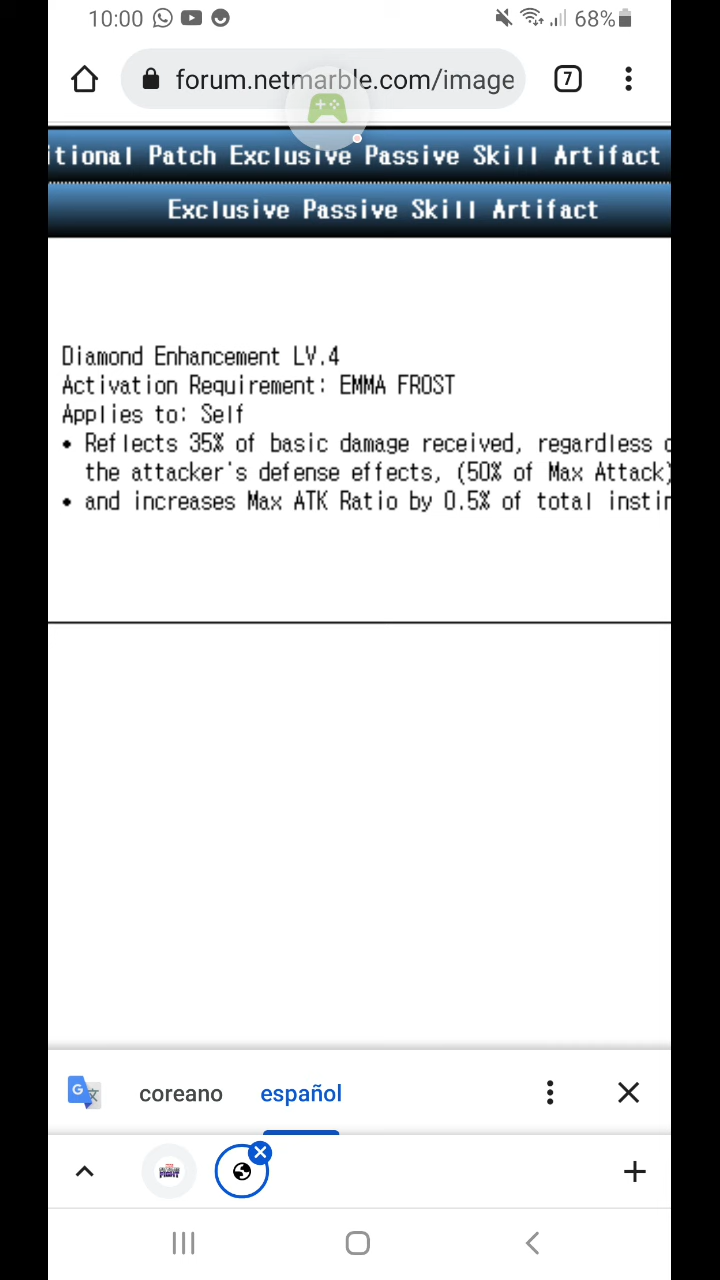 10:00 68%
forum.netmarble.com/image 7
itional Patch Exclusive Passive Skill Artifact
Exclusive Passive Skill Artifact
Diamond Enhancement LV.4
Activation Requirement: EMMA FROST
Applies to: Self
• Reflects 35% of basic damage received, regardless
the attacker's defense effects, (50% of Max Attack)
• and increases Max ATK Ratio by 0.5% of total
G 文 coreano español